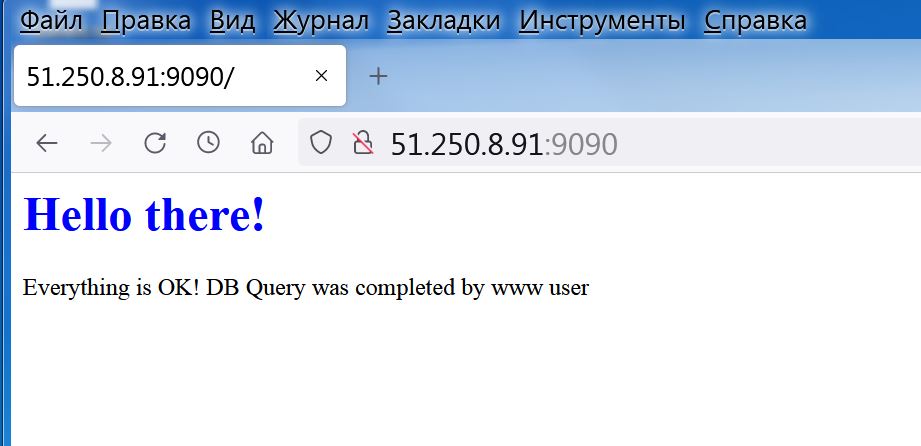 Файл Правка Вид Журнал Закладки Инструменты Справка
51.250.8.91:9090/
51.250.8.91:9090
Hello there!
Everything is OK! DB Query was completed by www user